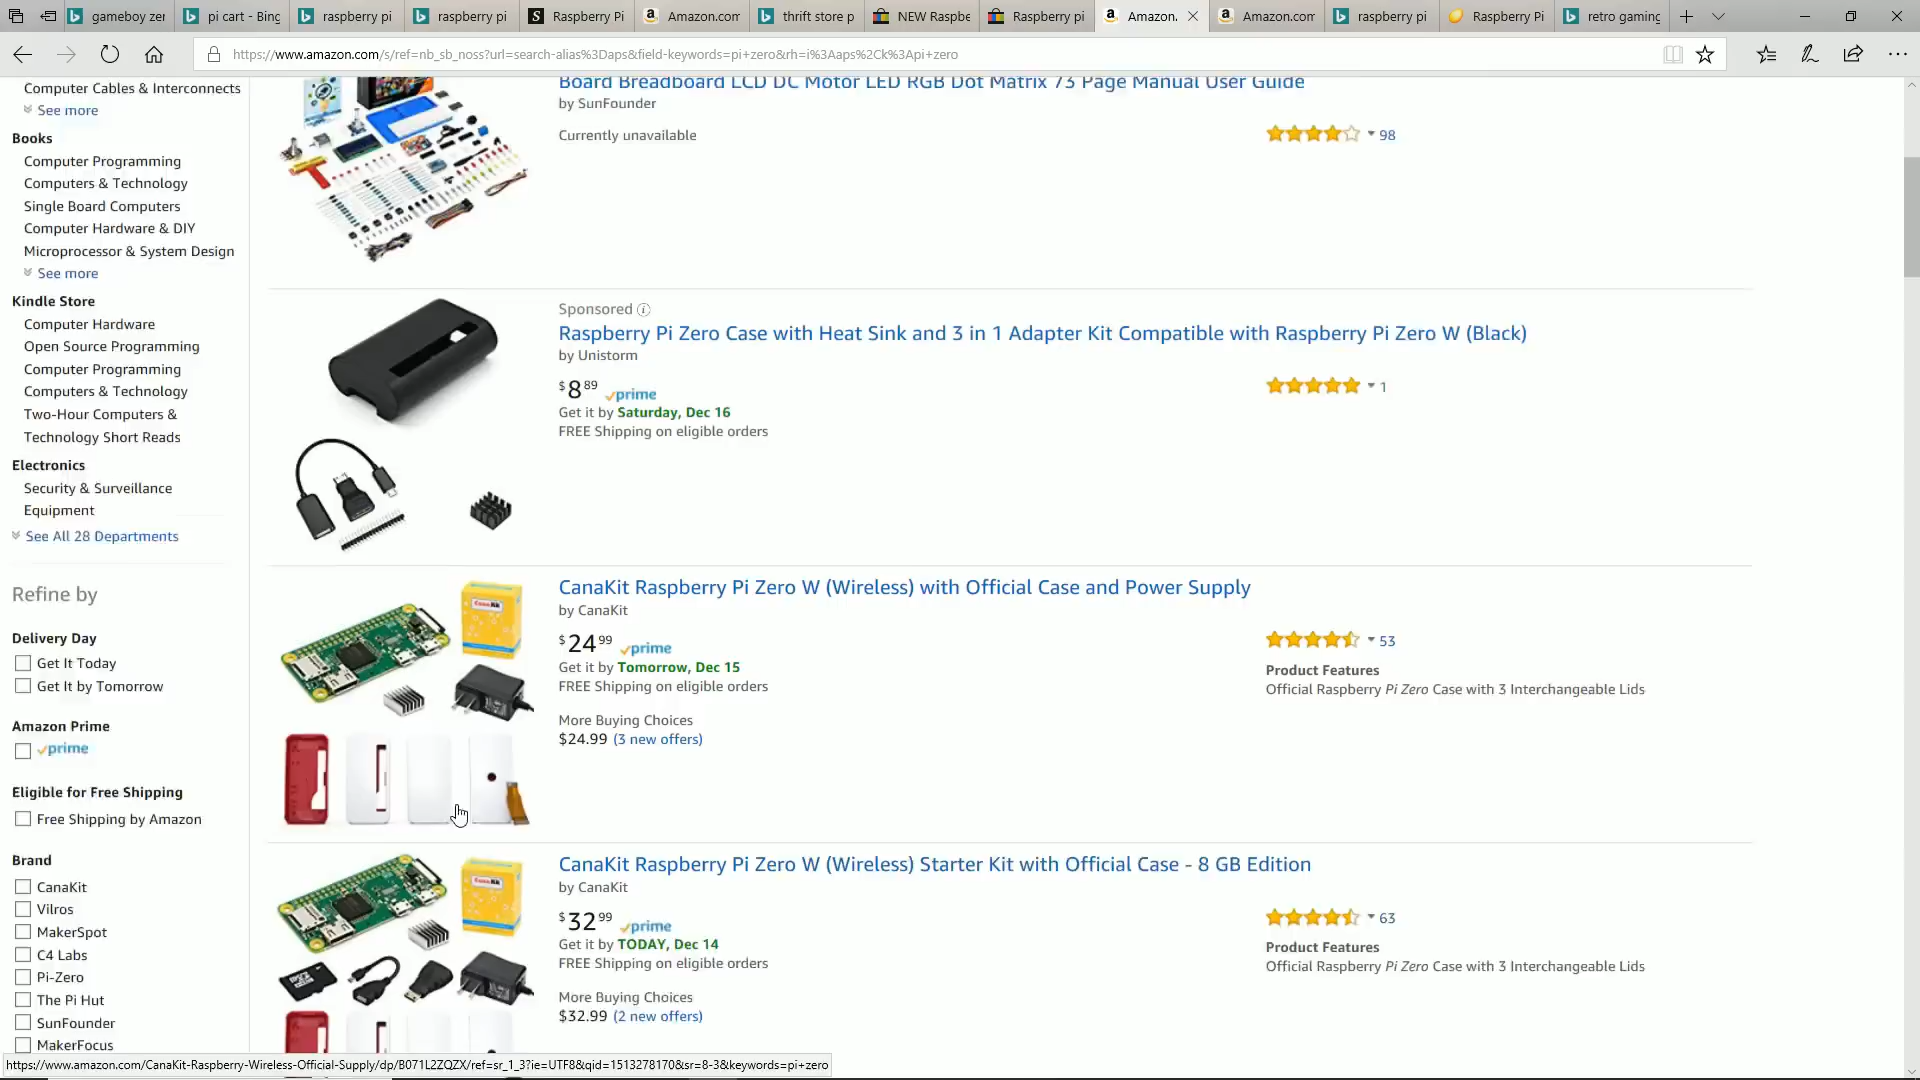 gameboy zer
pi cart - Bing
raspberry pi
raspberry pi
Raspberry Pi
Amazon.com
thrift store p
NEW Raspbe
Raspberry pi
Amazon.
Amazon.com
raspberry pi
Raspberry Pi
retro gaming
https://www.amazon.com/s/ref=nb_sb_noss?url=search-alias%3Daps&field-keywords=pi+zero&rh=i%3Aaps%2Ck%3Api+zero
Computer Cables & Interconnects
See more
Books
Computer Programming
Computers & Technology
Single Board Computers
Computer Hardware & DIY
Microprocessor & System Design
See more
Kindle Store
Computer Hardware
Open Source Programming
Computer Programming
Computers & Technology
Two-Hour Computers &
Technology Short Reads
Electronics
Security & Surveillance
Equipment
See All 28 Departments
Refine by
Delivery Day
Get It Today
Get It by Tomorrow
Amazon Prime
prime
Eligible for Free Shipping
Free Shipping by Amazon
Brand
CanaKit
Vilros
MakerSpot
C4 Labs
Pi-Zero
The Pi Hut
SunFounder
MakerFocus
Board Breadboard LCD DC Motor LED RGB Dot Matrix 73 Page Manual User Guide
by SunFounder
Currently unavailable
98
Sponsored
Raspberry Pi Zero Case with Heat Sink and 3 in 1 Adapter Kit Compatible with Raspberry Pi Zero W (Black)
by Unistorm
$8 89 prime
Get it by Saturday, Dec 16
FREE Shipping on eligible orders
1
CanaKit Raspberry Pi Zero W (Wireless) with Official Case and Power Supply
by CanaKit
$24 99 prime
Get it by Tomorrow, Dec 15
FREE Shipping on eligible orders
More Buying Choices
$24.99 (3 new offers)
53
Product Features
Official Raspberry Pi Zero Case with 3 Interchangeable Lids
CanaKit Raspberry Pi Zero W (Wireless) Starter Kit with Official Case - 8 GB Edition
by CanaKit
$32 99 prime
Get it by TODAY, Dec 14
FREE Shipping on eligible orders
More Buying Choices
$32.99 (2 new offers)
63
Product Features
Official Raspberry Pi Zero Case with 3 Interchangeable Lids
https://www.amazon.com/CanaKit-Raspberry-Wireless-Official-Supply/dp/B071L2ZQZX/ref=sr_1_3?ie=UTF8&qid=1513278170&sr=8-3&keywords=pi+zero